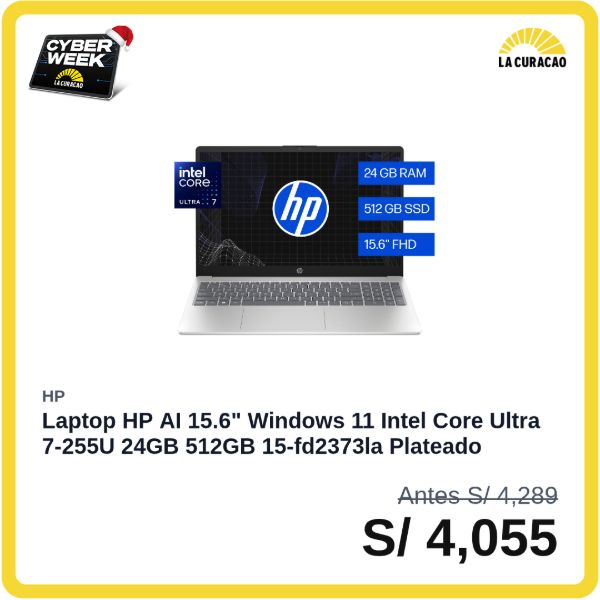 CYBER
WEEK
LA CURACAO
LA CURACAO
intel
CORE
ULTRA 7
hp
24 GB RAM
512 GB SSD
15.6" FHD
hp
HP
Laptop HP AI 15.6" Windows 11 Intel Core Ultra
7-255U 24GB 512GB 15-fd2373la Plateado
Antes S/ 4,289
S/ 4,055